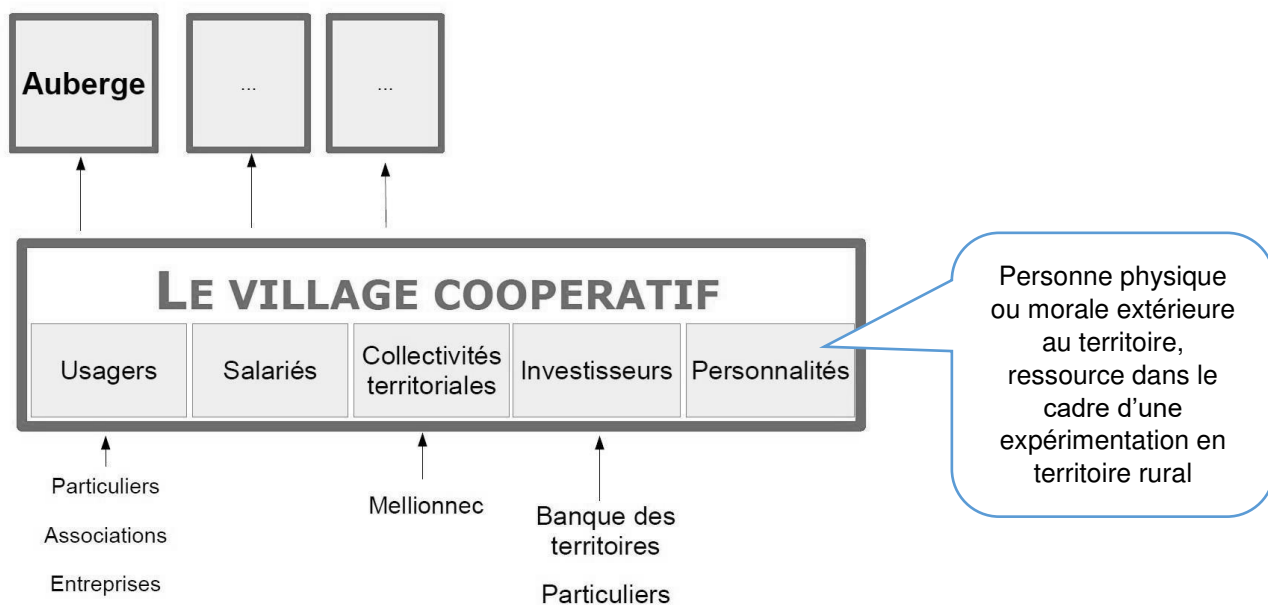 Auberge
...
...
LE VILLAGE COOPERATIF
Usagers
Salariés
Collectivités
territoriales
Investisseurs
Personnalités
Personne physique
ou morale extérieure
au territoire,
ressource dans le
cadre d'une
expérimentation en
territoire rural
Particuliers
Associations
Entreprises
Mellionnec
Banque des
territoires
Particuliers